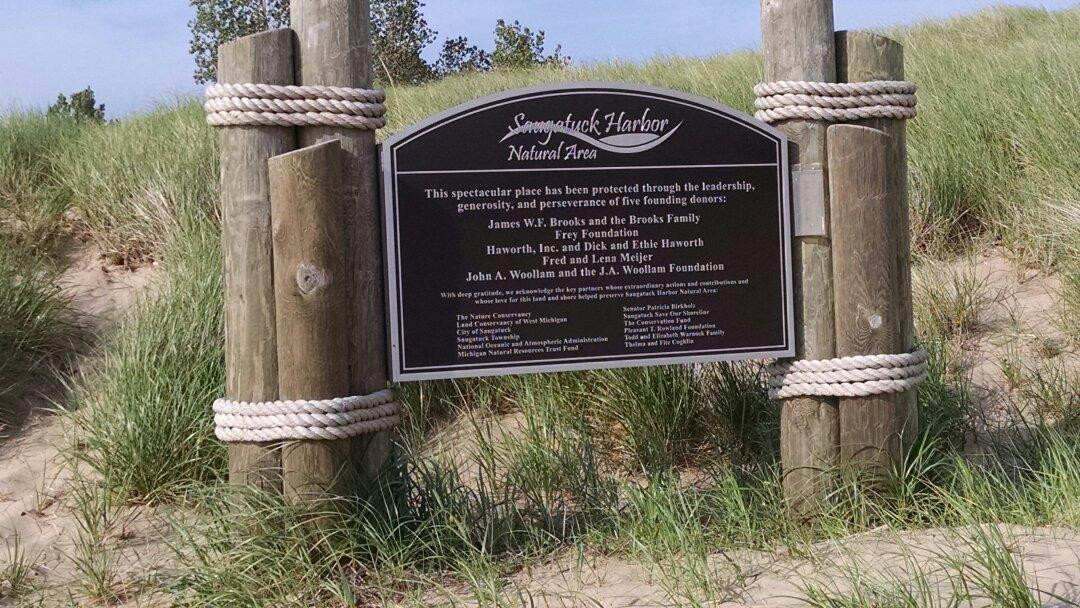 Saugatuck Harbor
Natural Area
This spectacular place has been protected through the leadership,
generosity, and perseverance of five founding donors:
James W.F. Brooks and the Brooks Family
Frey Foundation
Haworth, Inc. and Dick and Ethie Haworth
Fred and Lena Meijer
John A. Woollam and the J.A. Woollam Foundation
With deep gratitude, we acknowledge the key partners whose extraordinary actions and contributions and
whose love for this land and shore helped preserve Saugatuck Harbor Natural Area:
The Nature Conservancy
Land Conservancy of West Michigan
City of Saugatuck
Saugatuck Township
National Oceanic and Atmospheric Administration
Michigan Natural Resources Trust Fund
Senator Patricia Birkholz
Saugatuck Save Our Shoreline
The Conservation Fund
Pleasant T. Rowland Foundation
Todd and Elizabeth Warnock Family
Thelma and Fitz Coghlin